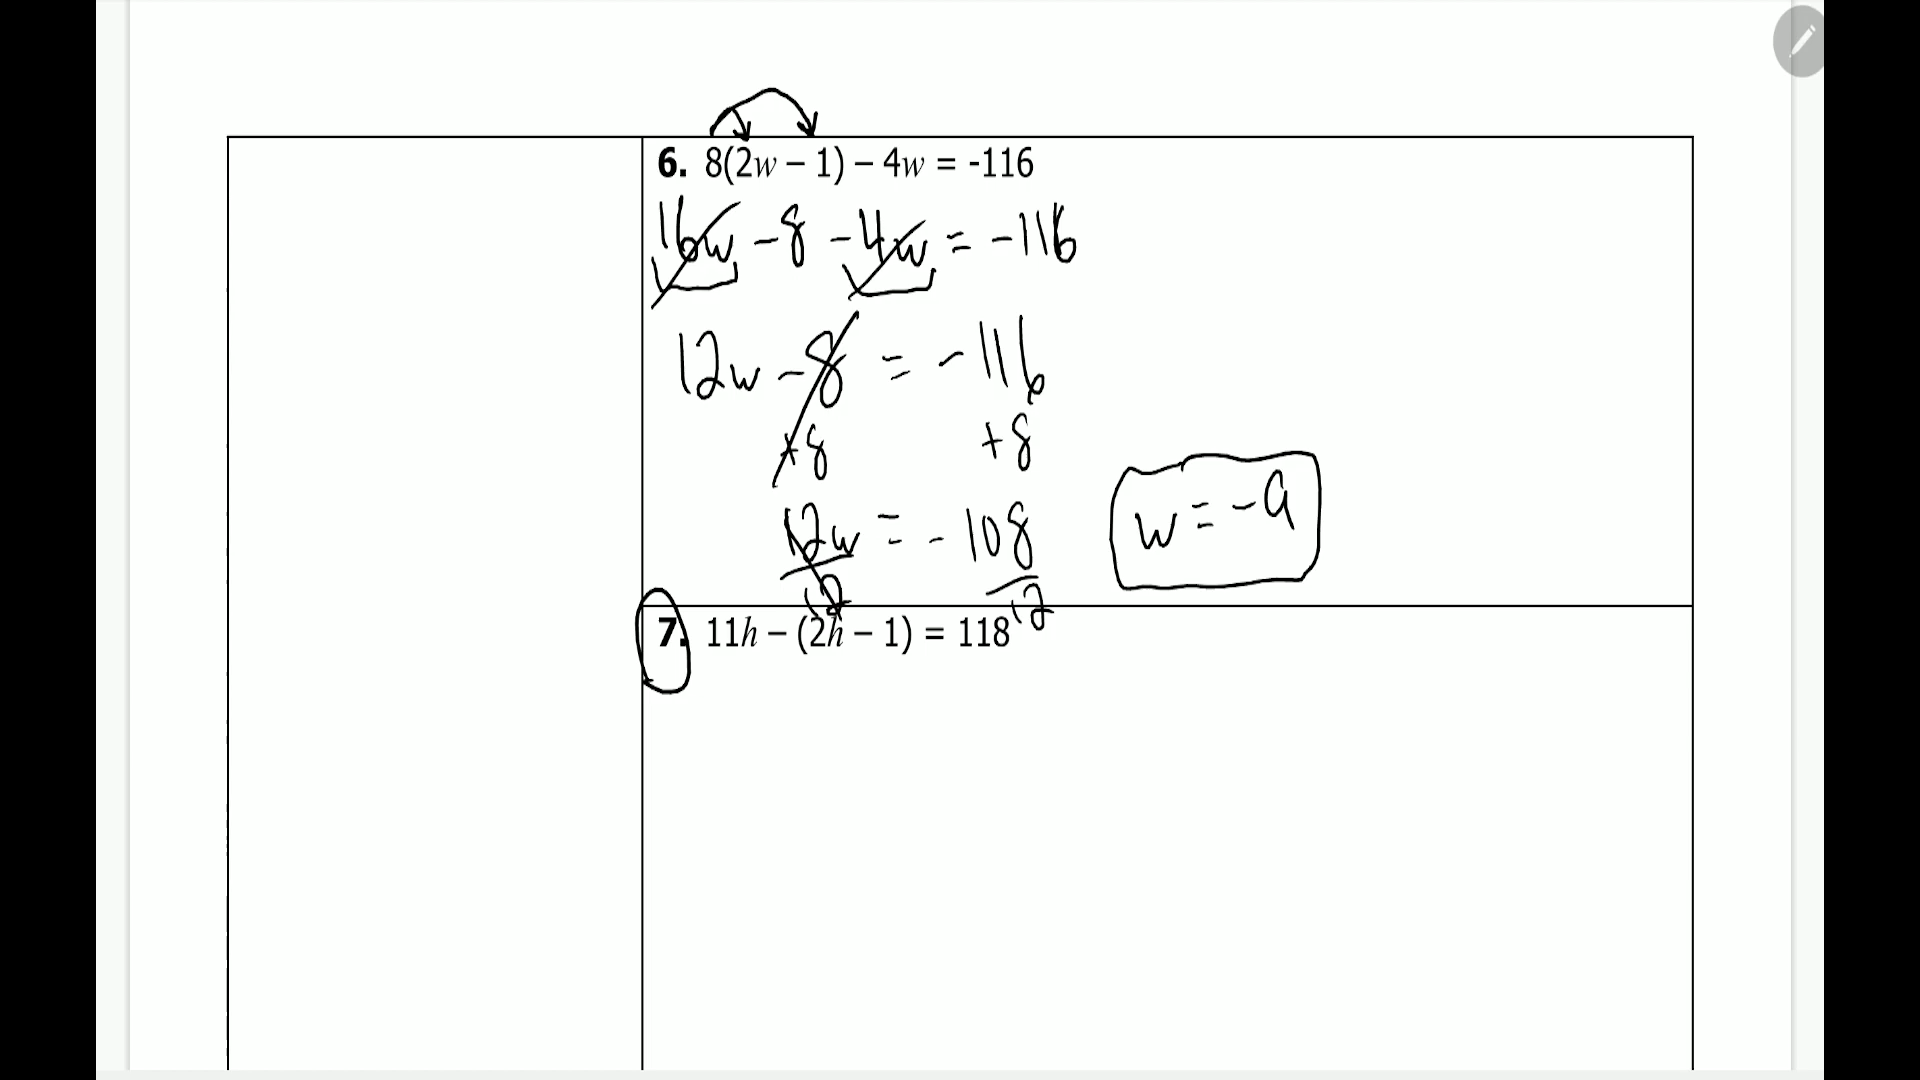 6. 8(2w – 1) – 4w = -116
16w - 8 - 4w = - 116
12w - 8 = - 116
+8 +8
12w = - 108
12 12
w = - 9
7. 11h – (2h – 1) = 118